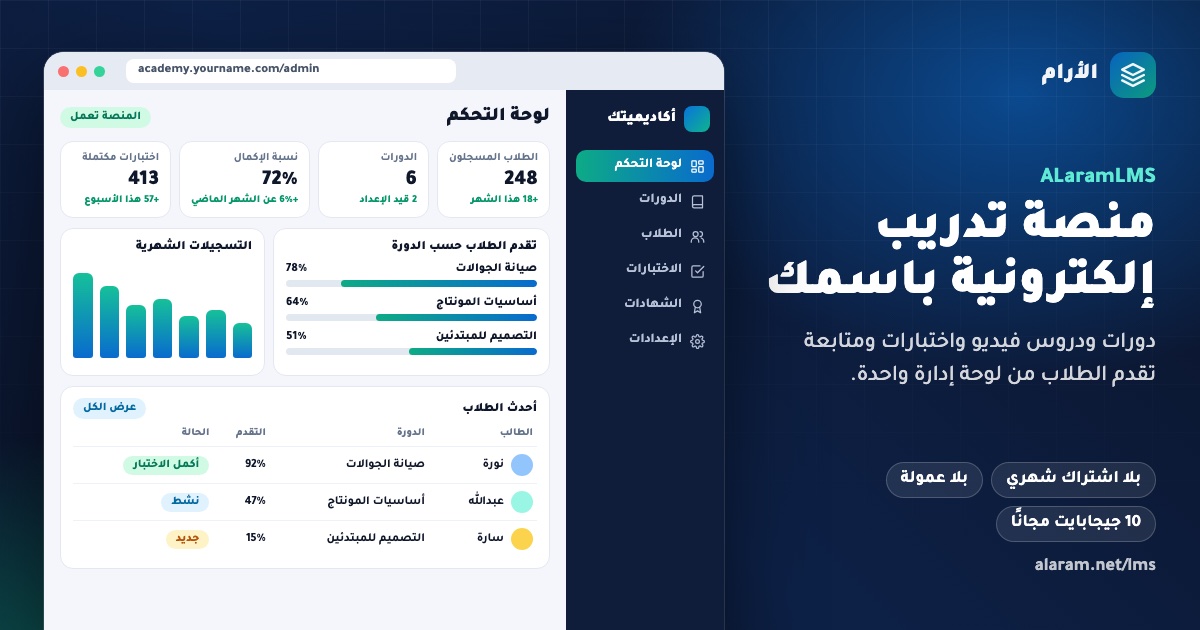 الأرام
ALaramLMS
منصة تدريب
إلكترونية باسمك
دورات ودروس فيديو واختبارات ومتابعة
تقدم الطلاب من لوحة إدارة واحدة.
بلا اشتراك شهري
بلا عمولة
10 جيجابايت مجانًا
alaram.net/lms
academy.yourname.com/admin
أكاديميتك
لوحة التحكم
الدورات
الطلاب
الاختبارات
الشهادات
الإعدادات
لوحة التحكم
المنصة تعمل
الطلاب المسجلون
248
+18 هذا الشهر
الدورات
6
2 قيد الإعداد
نسبة الإكمال
72%
+6% عن الشهر الماضي
اختبارات مكتملة
413
+57 هذا الأسبوع
تقدم الطلاب حسب الدورة
صيانة الجوالات 78%
أساسيات المونتاج 64%
التصميم للمبتدئين 51%
التسجيلات الشهرية
أحدث الطلاب
عرض الكل
الطالب الدورة التقدم الحالة
نورة صيانة الجوالات 92% أكمل الاختبار
عبدالله أساسيات المونتاج 47% نشط
سارة التصميم للمبتدئين 15% جديد